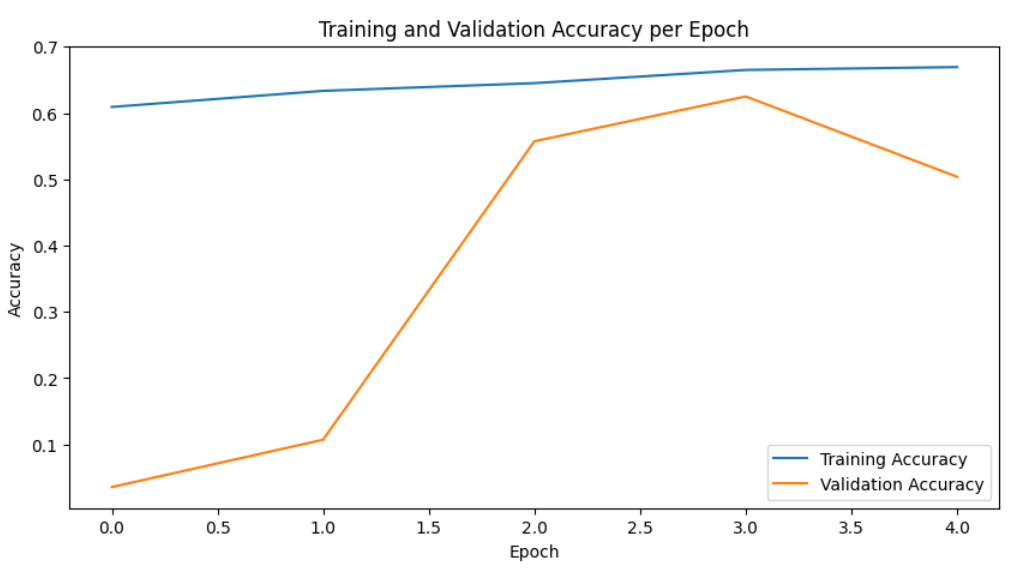 Training and Validation Accuracy per Epoch
0.7
0.6
0.5
0.4
0.3
0.2
0.1
Accuracy
Training Accuracy
Validation Accuracy
0.0 0.5 1.0 1.5 2.0 2.5 3.0 3.5 4.0
Epoch